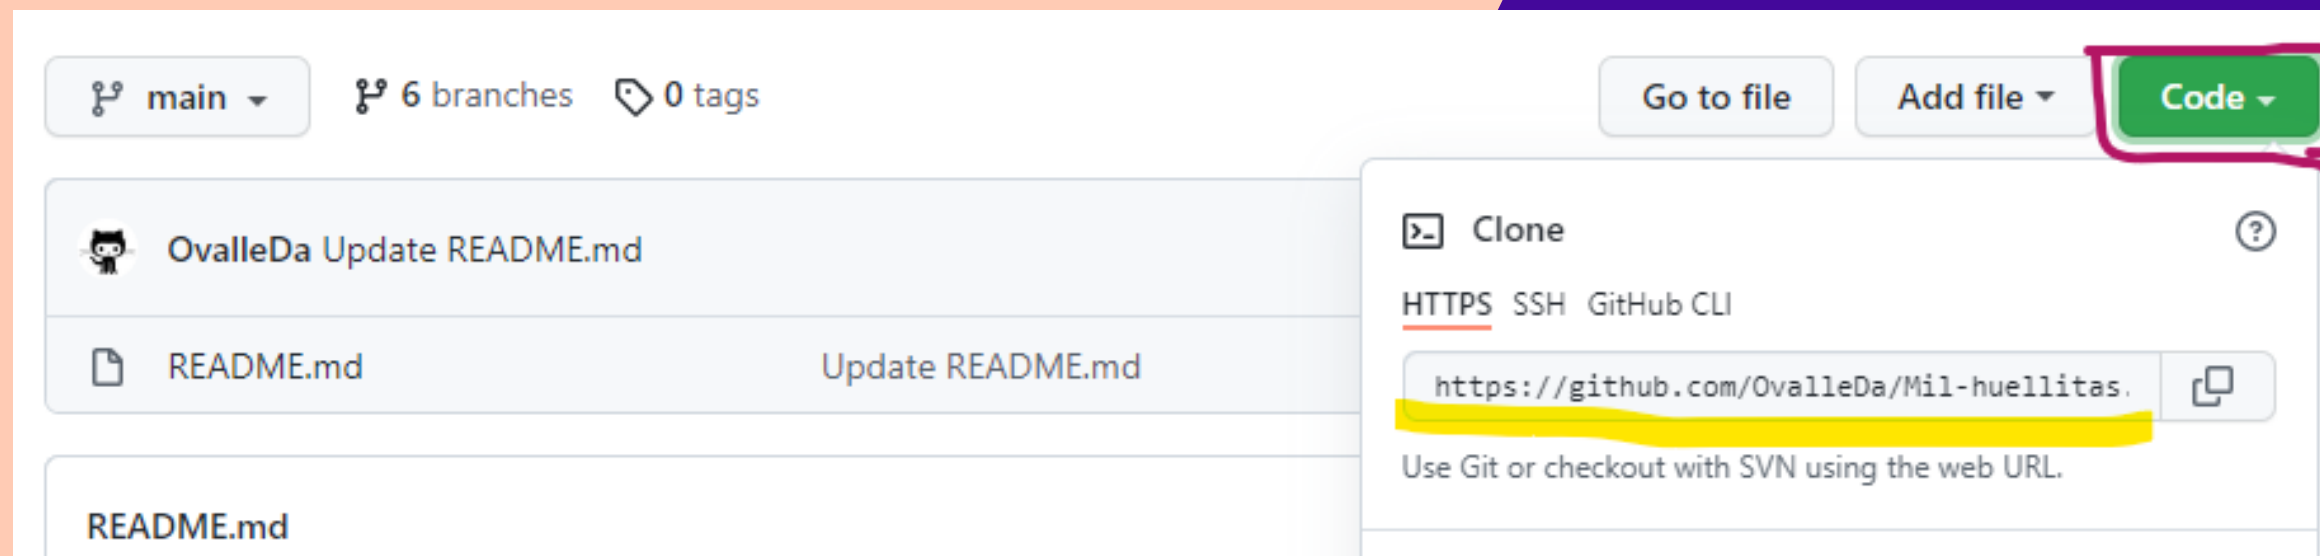 main 6 branches 0 tags Go to file Add file Code
OvalleDa Update README.md
README.md Update README.md
README.md
Clone
HTTPS SSH GitHub CLI
https://github.com/OvalleDa/Mil-huellitas.
Use Git or checkout with SVN using the web URL.